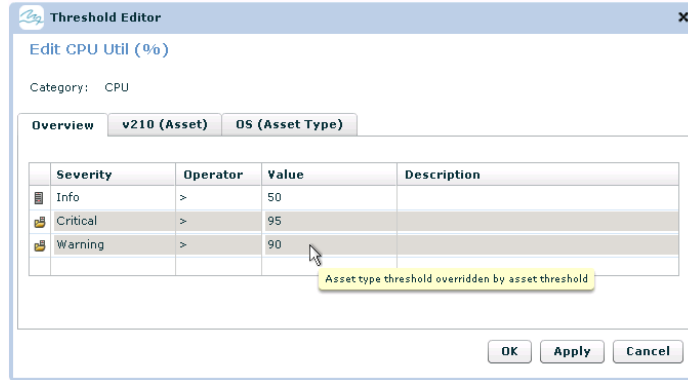 Threshold Editor
Edit CPU Util (%)
Category: CPU
Overview v210 (Asset) OS (Asset Type)
Severity Operator Value Description
Info > 50
Critical > 95
Warning > 90
Asset type threshold overridden by asset threshold
OK Apply Cancel